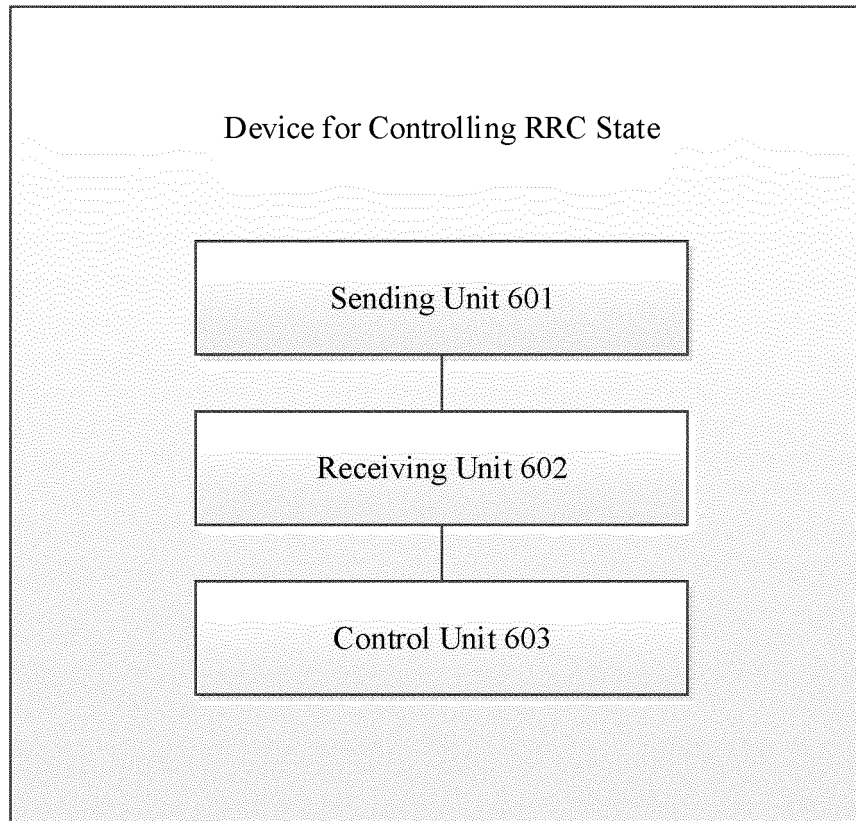 Device for Controlling RRC State
Sending Unit 601
Receiving Unit 602
Control Unit 603